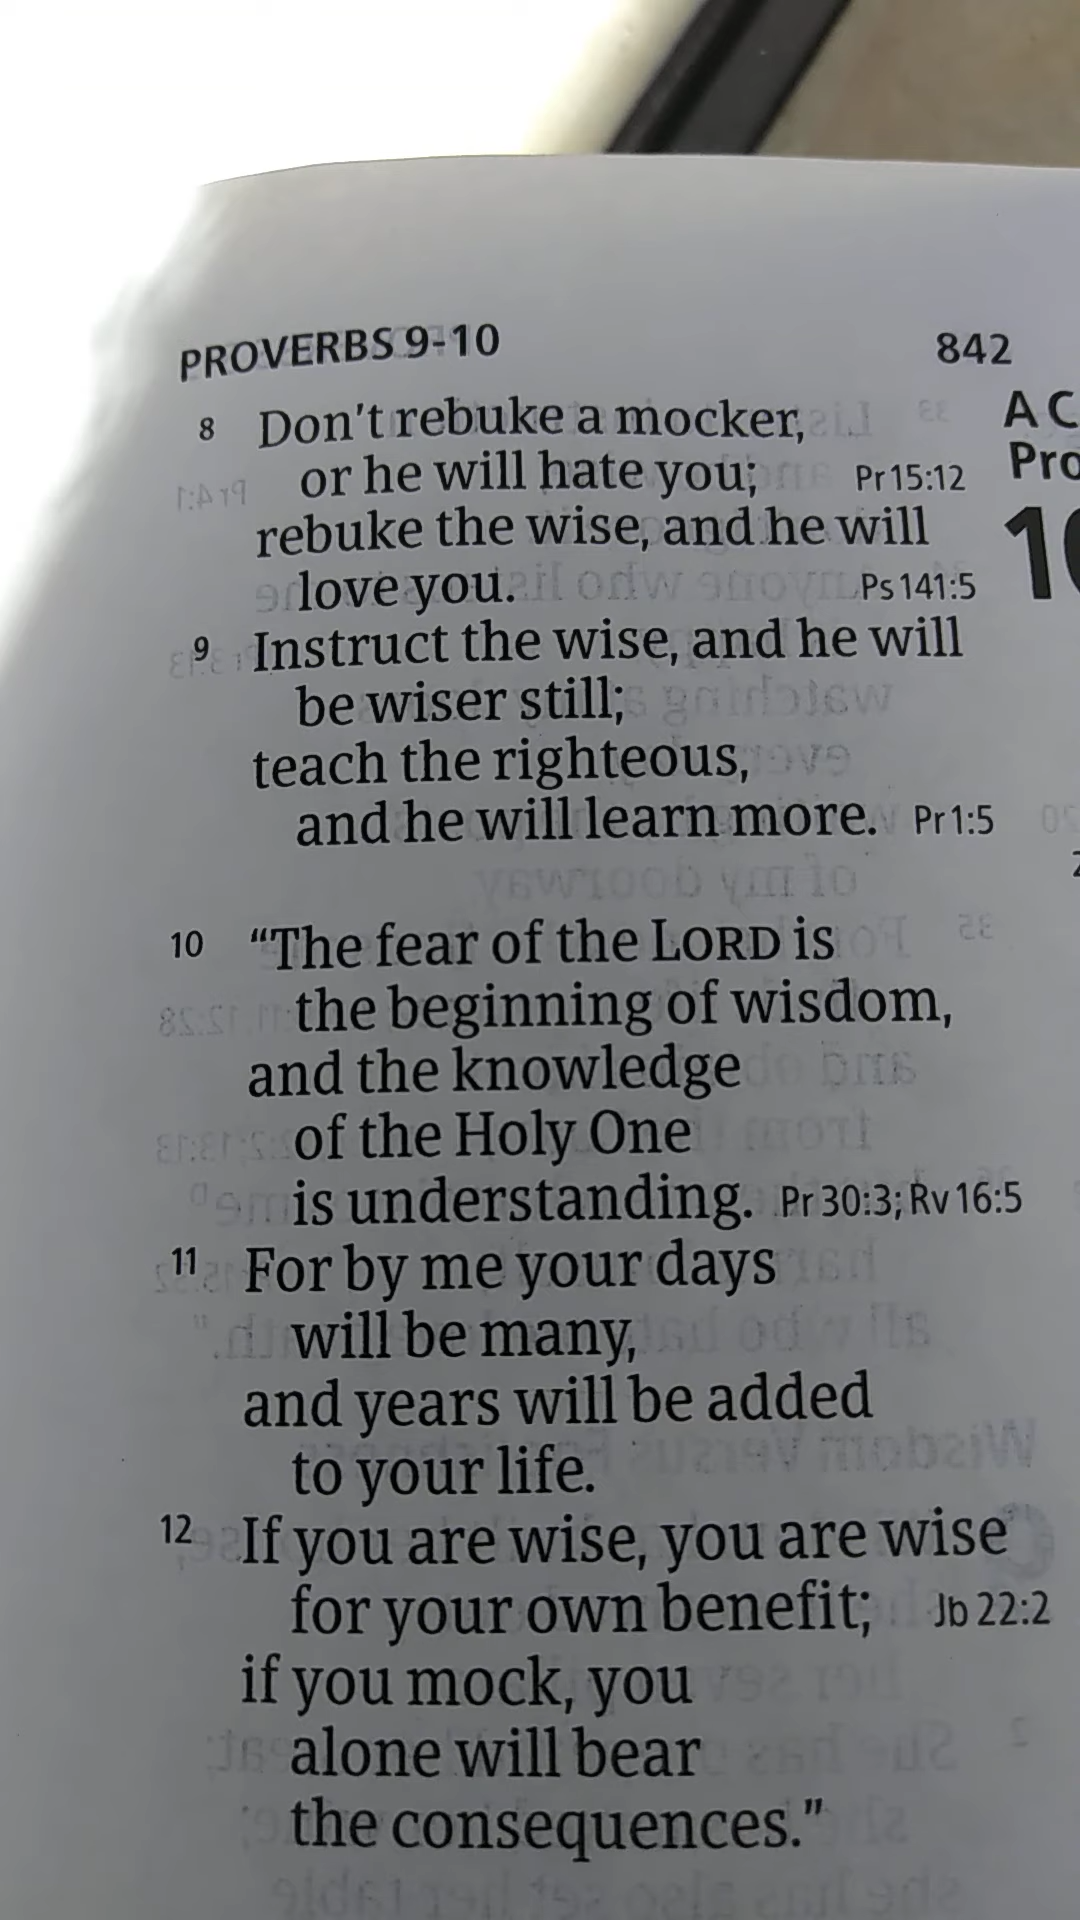 PROVERBS 9-10
842
8 Don't rebuke a mocker,
or he will hate you; Pr 15:12
rebuke the wise, and he will
love you. Ps 141:5
9 Instruct the wise, and he will
be wiser still;
teach the righteous,
and he will learn more. Pr 1:5
10 “The fear of the LORD is
the beginning of wisdom,
and the knowledge
of the Holy One
is understanding. Pr 30:3; Rv 16:5
11 For by me your days
will be many,
and years will be added
to your life.
12 If you are wise, you are wise
for your own benefit; Jb 22:2
if you mock, you
alone will bear
the consequences.”
A C
Pro
10